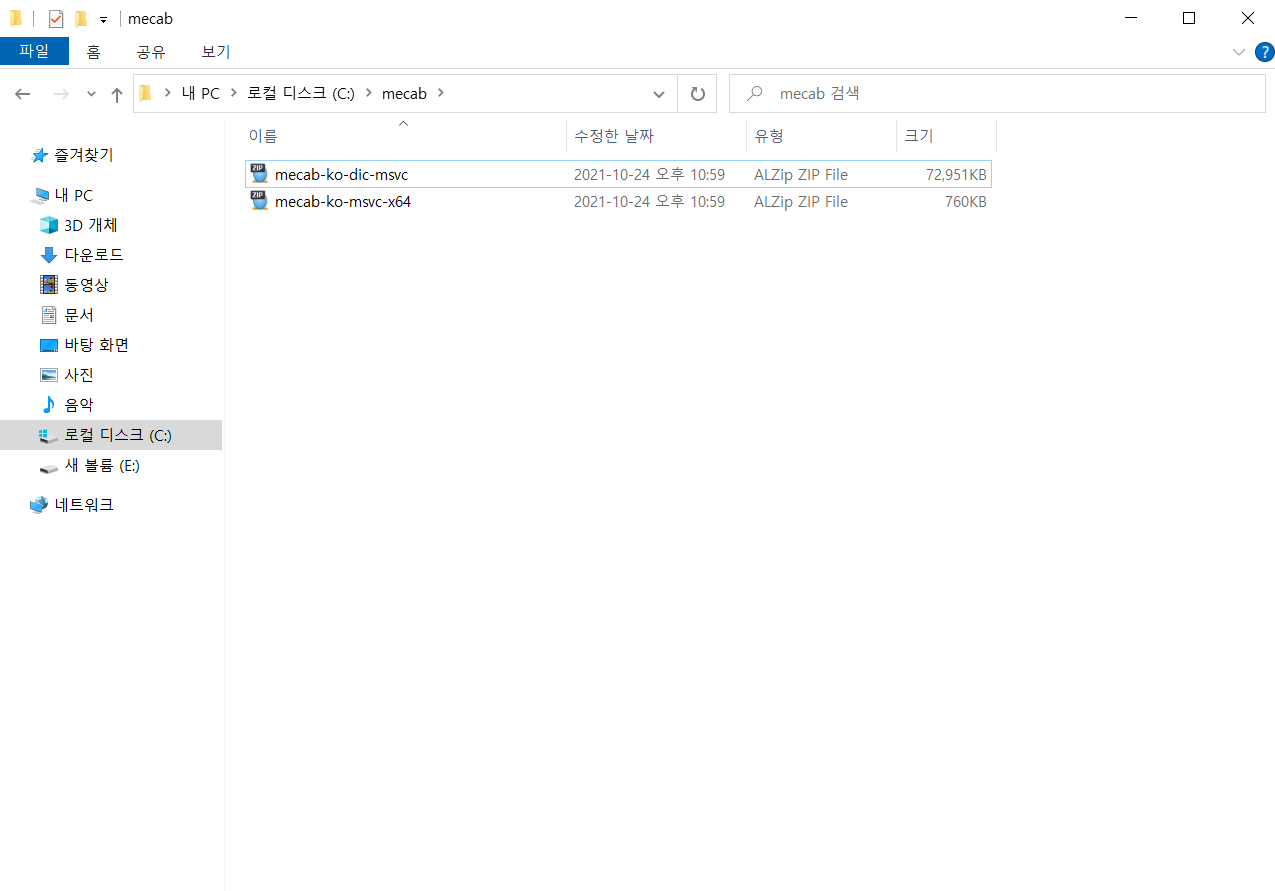 mecab
파일 홈 공유 보기 ?
내 PC 로컬 디스크 (C:) mecab mecab 검색
이름 수정한 날짜 유형 크기
ZIP mecab-ko-dic-msvc 2021-10-24 오후 10:59 ALZip ZIP File 72,951KB
ZIP mecab-ko-msvc-x64 2021-10-24 오후 10:59 ALZip ZIP File 760KB
즐겨찾기
내 PC
3D 개체
다운로드
동영상
문서
바탕 화면
사진
음악
로컬 디스크 (C:)
새 볼륨 (E:)
네트워크